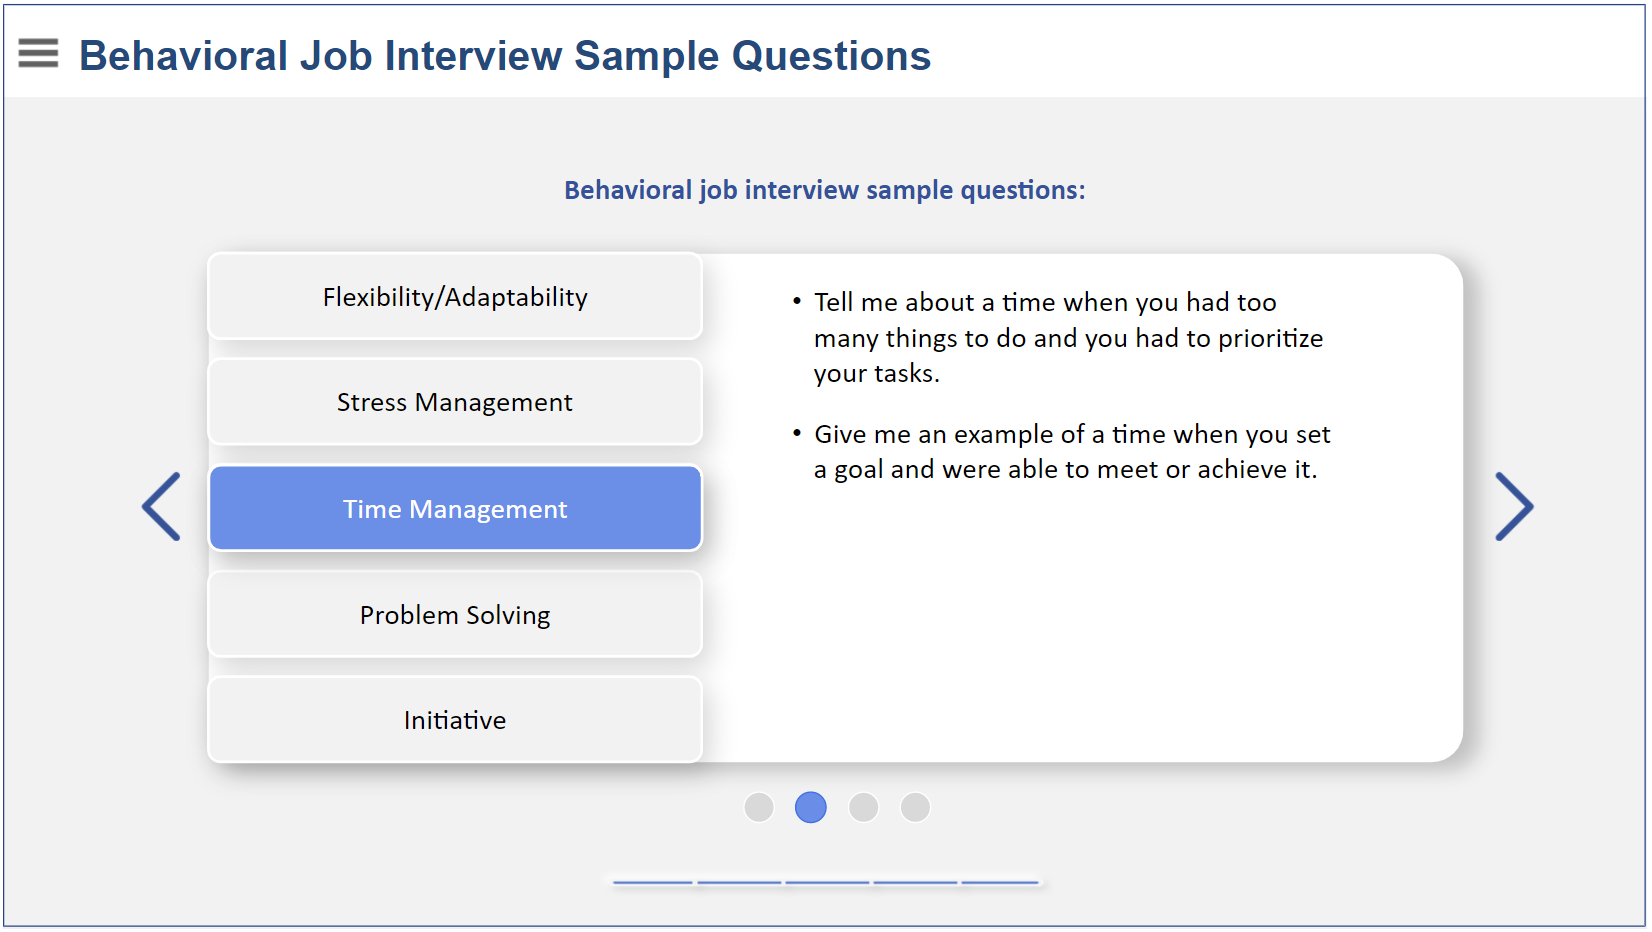 Behavioral Job Interview Sample Questions
Behavioral job interview sample questions:
Flexibility/Adaptability
Stress Management
Time Management
Problem Solving
Initiative
• Tell me about a time when you had too
many things to do and you had to prioritize
your tasks.
• Give me an example of a time when you set
a goal and were able to meet or achieve it.